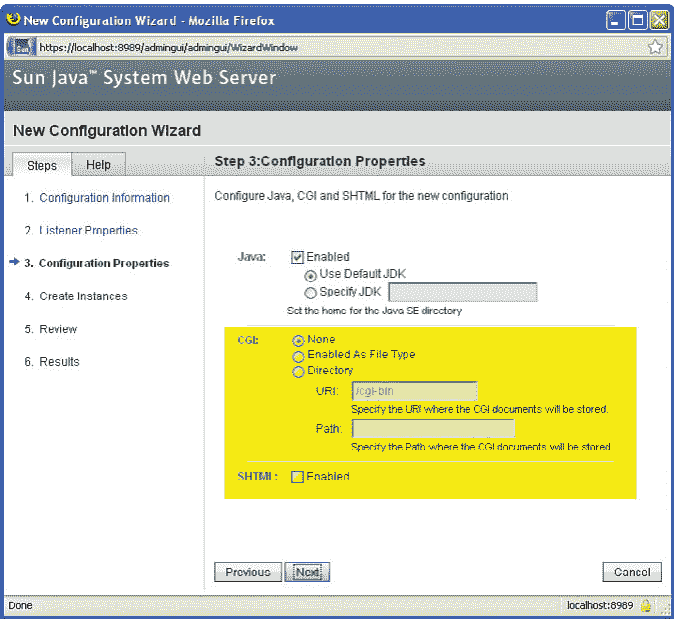 New Configuration Wizard - Mozilla Firefox
https://localhost:8989/admingui/admingui/WizardWindow
Sun Java™ System Web Server
New Configuration Wizard
Steps
Help
1. Configuration Information
2. Listener Properties
3. Configuration Properties
4. Create Instances
5. Review
6. Results
Step 3:Configuration Properties
Configure Java, CGI and SHTML for the new configuration
Java: Enabled
Use Default JDK
Specify JDK
Set the home for the Java SE directory
CGI: None
Enabled As File Type
Directory
URI: /cgi-bin
Specify the URI where the CGI documents will be stored.
Path:
Specify the Path where the CGI documents will be stored
SHTML: Enabled
Previous Next Cancel
Done localhost:8989